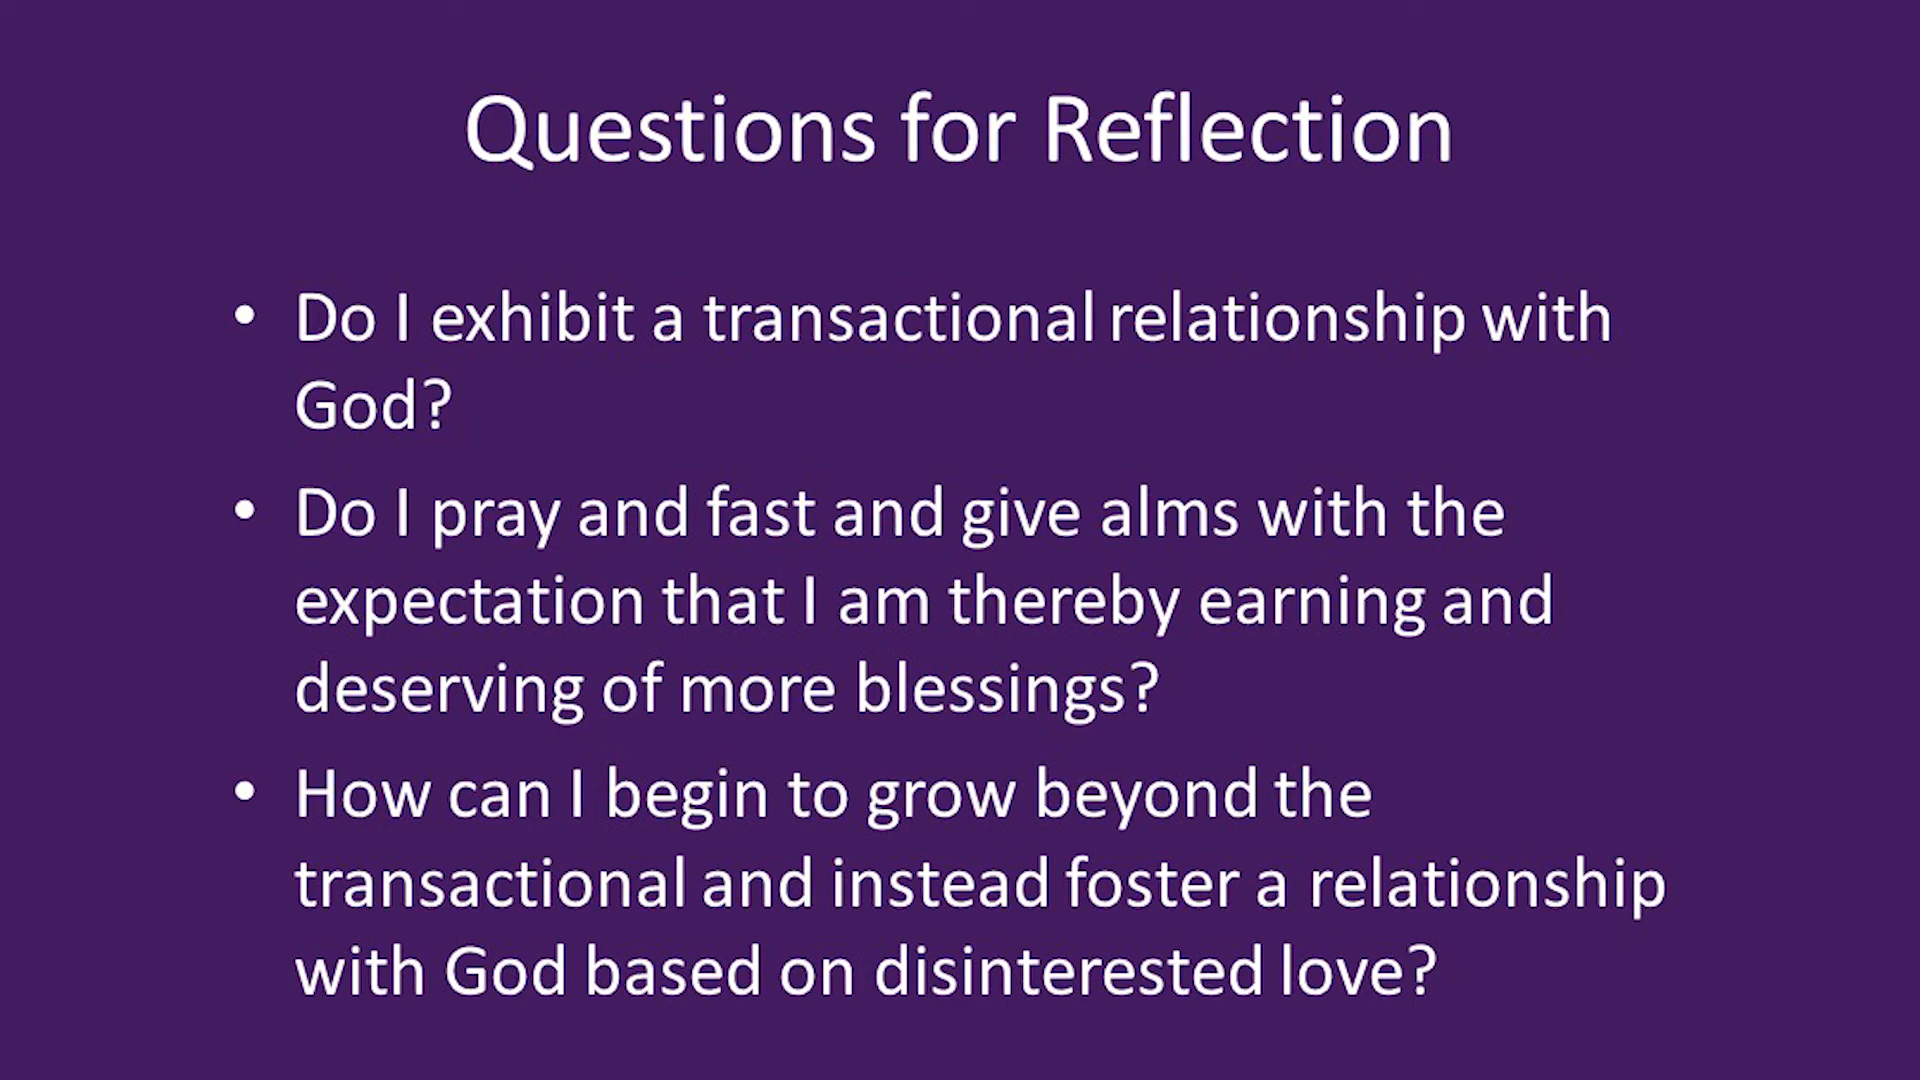 Questions for Reflection
• Do I exhibit a transactional relationship with
God?
• Do I pray and fast and give alms with the
expectation that I am thereby earning and
deserving of more blessings?
• How can I begin to grow beyond the
transactional and instead foster a relationship
with God based on disinterested love?